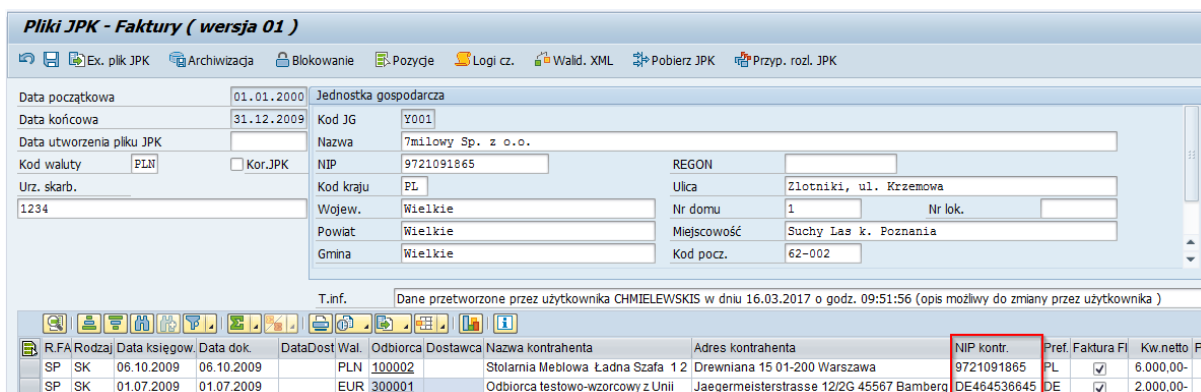 Pliki JPK - Faktury ( wersja 01 )
Ex. plik JPK Archiwizacja Blokowanie Pozycje Logi cz. Walid. XML Pobierz JPK Przyp. rozl. JPK
Data początkowa 01.01.2000 Jednostka gospodarcza
Data końcowa 31.12.2009 Kod JG Y001
Data utworzenia pliku JPK Nazwa 7milowy Sp. z o.o.
Kod waluty PLN Kor.JPK NIP 9721091865 REGON
Urz. skarb. Kod kraju PL Ulica Zlotniki, ul. Krzemowa
1234 Wojew. Wielkie Nr domu 1 Nr lok.
Powiat Wielkie Miejscowość Suchy Las k. Poznania
Gmina Wielkie Kod pocz. 62-002
T.inf. Dane przetworzone przez użytkownika CHMIELEWSKIS w dniu 16.03.2017 o godz. 09:51:56 (opis możliwy do zmiany przez użytkownika )
R.FA Rodzaj Data księgow. Data dok. DataDost Wal. Odbiorca Dostawca Nazwa kontrahenta Adres kontrahenta NIP kontr. Pref. Faktura FI Kw.netto F
SP SK 06.10.2009 06.10.2009 PLN 100002 Stolarnia Meblowa Ładna Szafa 1 2 Drewniana 15 01-200 Warszawa 9721091865 PL 6.000,00-
SP SK 01.07.2009 01.07.2009 EUR 300001 Odbiorca testowo-wzorcowy z Unii Jaegermeisterstrasse 12/2G 45567 Bamberg DE464536645 DE 2.000,00-